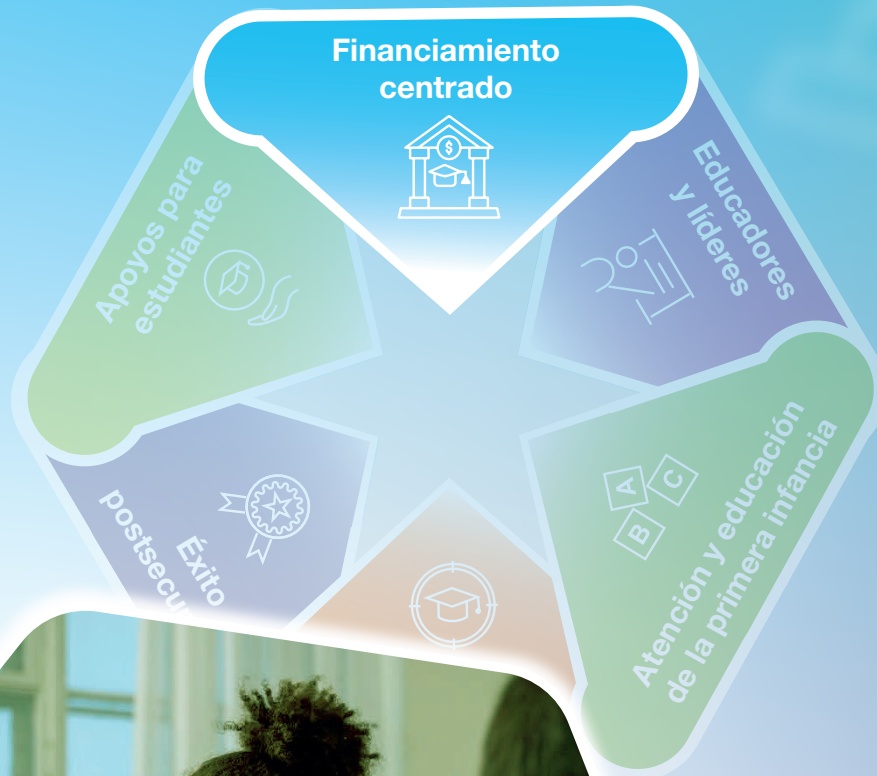 Financiamiento
centrado
$
Educadores
y líderes
Atención y educación
de la primera infancia
A
B
C
Éxito
Apoyos para
estudiantes